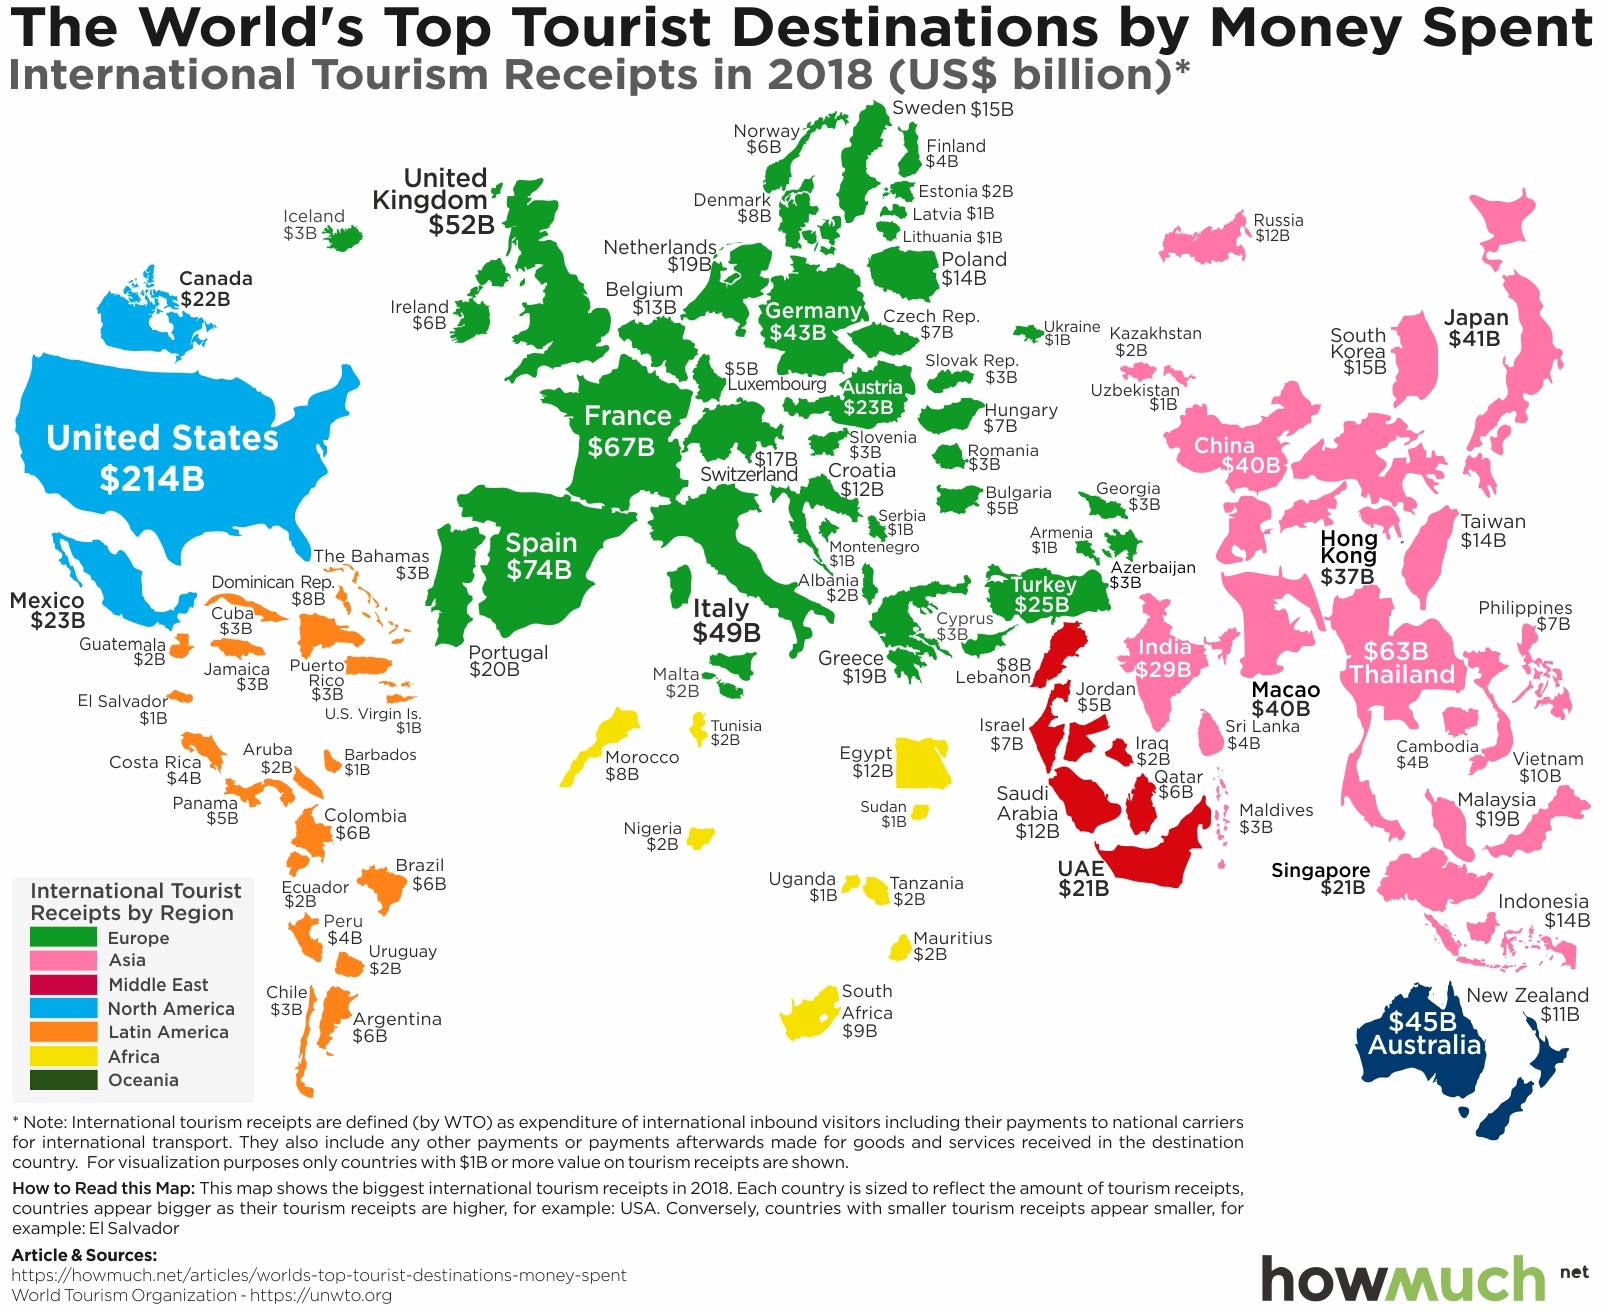 The World's Top Tourist Destinations by Money Spent
International Tourism Receipts in 2018 (US$ billion)*
Sweden $15B
Norway
$6B
Finland
$4B
United
Kingdom
$52B
Denmark
$8B
Estonia $2B
Latvia $1B
Lithuania $1B
Iceland
$3B
Russia
$12B
Netherlands
$19B
Poland
$14B
Canada
$22B
Belgium
$13B
Ireland
$6B
Germany
$43B
Czech Rep.
$7B
Ukraine
$1B
Kazakhstan
$2B
South
Korea
$15B
Japan
$41B
$5B
Luxembourg
Slovak Rep.
$3B
Austria
$23B
Uzbekistan
$1B
France
$67B
Hungary
$7B
United States
$214B
Slovenia
$3B
Romania
$3B
China
$40B
$17B
Switzerland
Croatia
$12B
Bulgaria
$5B
Georgia
$3B
Serbia
$1B
Montenegro
$1B
Armenia
$1B
Azerbaijan
$3B
Hong
Kong
$37B
Taiwan
$14B
Spain
$74B
The Bahamas
$3B
Dominican Rep.
$8B
Albania
$2B
Turkey
$25B
Mexico
$23B
Cuba
$3B
Italy
$49B
Cyprus
$3B
Philippines
$7B
Guatemala
$2B
Jamaica
$3B
Puerto
Rico
$3B
Portugal
$20B
Malta
$2B
Greece
$19B
$8B
Lebanon
India
$29B
$63B
Thailand
Macao
$40B
El Salvador
$1B
U.S. Virgin Is.
$1B
Jordan
$5B
Israel
$7B
Tunisia
$2B
Morocco
$8B
Egypt
$12B
Iraq
$2B
Sri Lanka
$4B
Cambodia
$4B
Vietnam
$10B
Costa Rica
$4B
Aruba
$2B
Barbados
$1B
Panama
$5B
Saudi
Arabia
$12B
Qatar
$6B
Malaysia
$19B
Sudan
$1B
Maldives
$3B
Colombia
$6B
Nigeria
$2B
UAE
$21B
Singapore
$21B
Brazil
$6B
Ecuador
$2B
Uganda
$1B
Tanzania
$2B
Indonesia
$14B
Peru
$4B
Mauritius
$2B
Uruguay
$2B
Chile
$3B
Argentina
$6B
South
Africa
$9B
New Zealand
$11B
$45B
Australia
International Tourist
Receipts by Region
Europe
Asia
Middle East
North America
Latin America
Africa
Oceania
* Note: International tourism receipts are defined (by WTO) as expenditure of international inbound visitors including their payments to national carriers
for international transport. They also include any other payments or payments afterwards made for goods and services received in the destination
country. For visualization purposes only countries with $1B or more value on tourism receipts are shown.
How to Read this Map: This map shows the biggest international tourism receipts in 2018. Each country is sized to reflect the amount of tourism receipts,
countries appear bigger as their tourism receipts are higher, for example: USA. Conversely, countries with smaller tourism receipts appear smaller, for
example: El Salvador
Article & Sources:
https://howmuch.net/articles/worlds-top-tourist-destinations-money-spent
World Tourism Organization - https://unwto.org
howmuch net